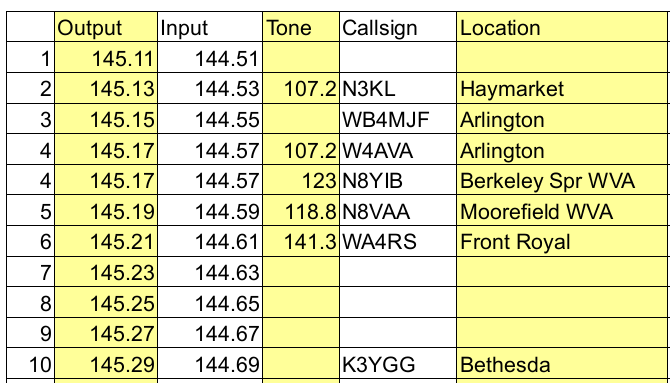 Output Input Tone Callsign Location
1 145.11 144.51
2 145.13 144.53 107.2 N3KL Haymarket
3 145.15 144.55 WB4MJF Arlington
4 145.17 144.57 107.2 W4AVA Arlington
4 145.17 144.57 123 N8YIB Berkeley Spr WVA
5 145.19 144.59 118.8 N8VAA Moorefield WVA
6 145.21 144.61 141.3 WA4RS Front Royal
7 145.23 144.63
8 145.25 144.65
9 145.27 144.67
10 145.29 144.69 K3YGG Bethesda